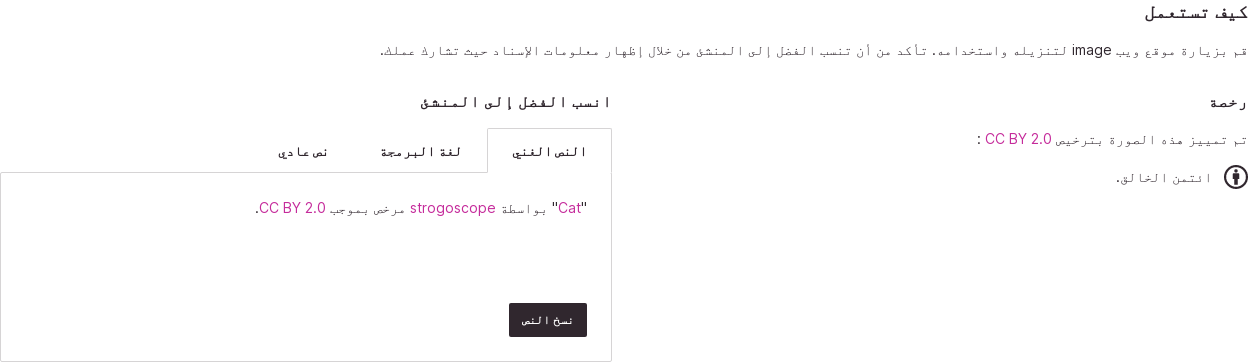 كيف تستعمل
قم بزيارة موقع ويب image لتنزيله واستخدامه. تأكد من أن تنسب الفضل إلى المنشئ من خلال إظهار معلومات الإسناد حيث تشارك عملك.
رخصة
تم تمييز هذه الصورة بترخيص CC BY 2.0 :
ائتمن الخالق.
انسب الفضل إلى المنشئ
النص الغني
لغة البرمجة
نص عادي
"Cat" بواسطة strogoscope مرخص بموجب CC BY 2.0.
نسخ النص